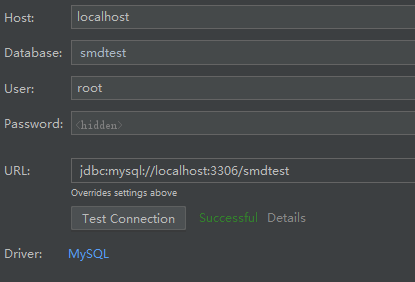 Host: localhost
Database: smdtest
User: root
Password: <hidden>
URL: jdbc:mysql://localhost:3306/smdtest
Overrides settings above
Test Connection Successful Details
Driver: MySQL